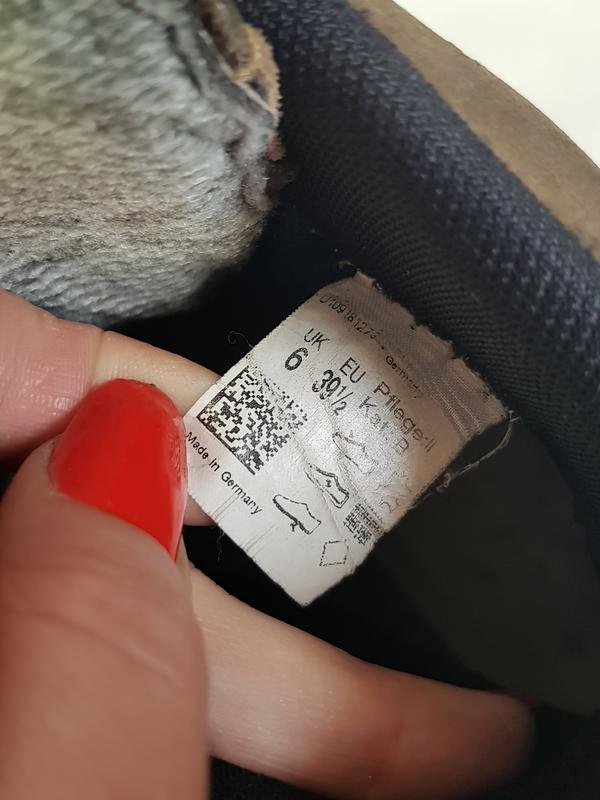 Germany
UK EU Pflege:II
6 39½ Kat: B
Made in Germany